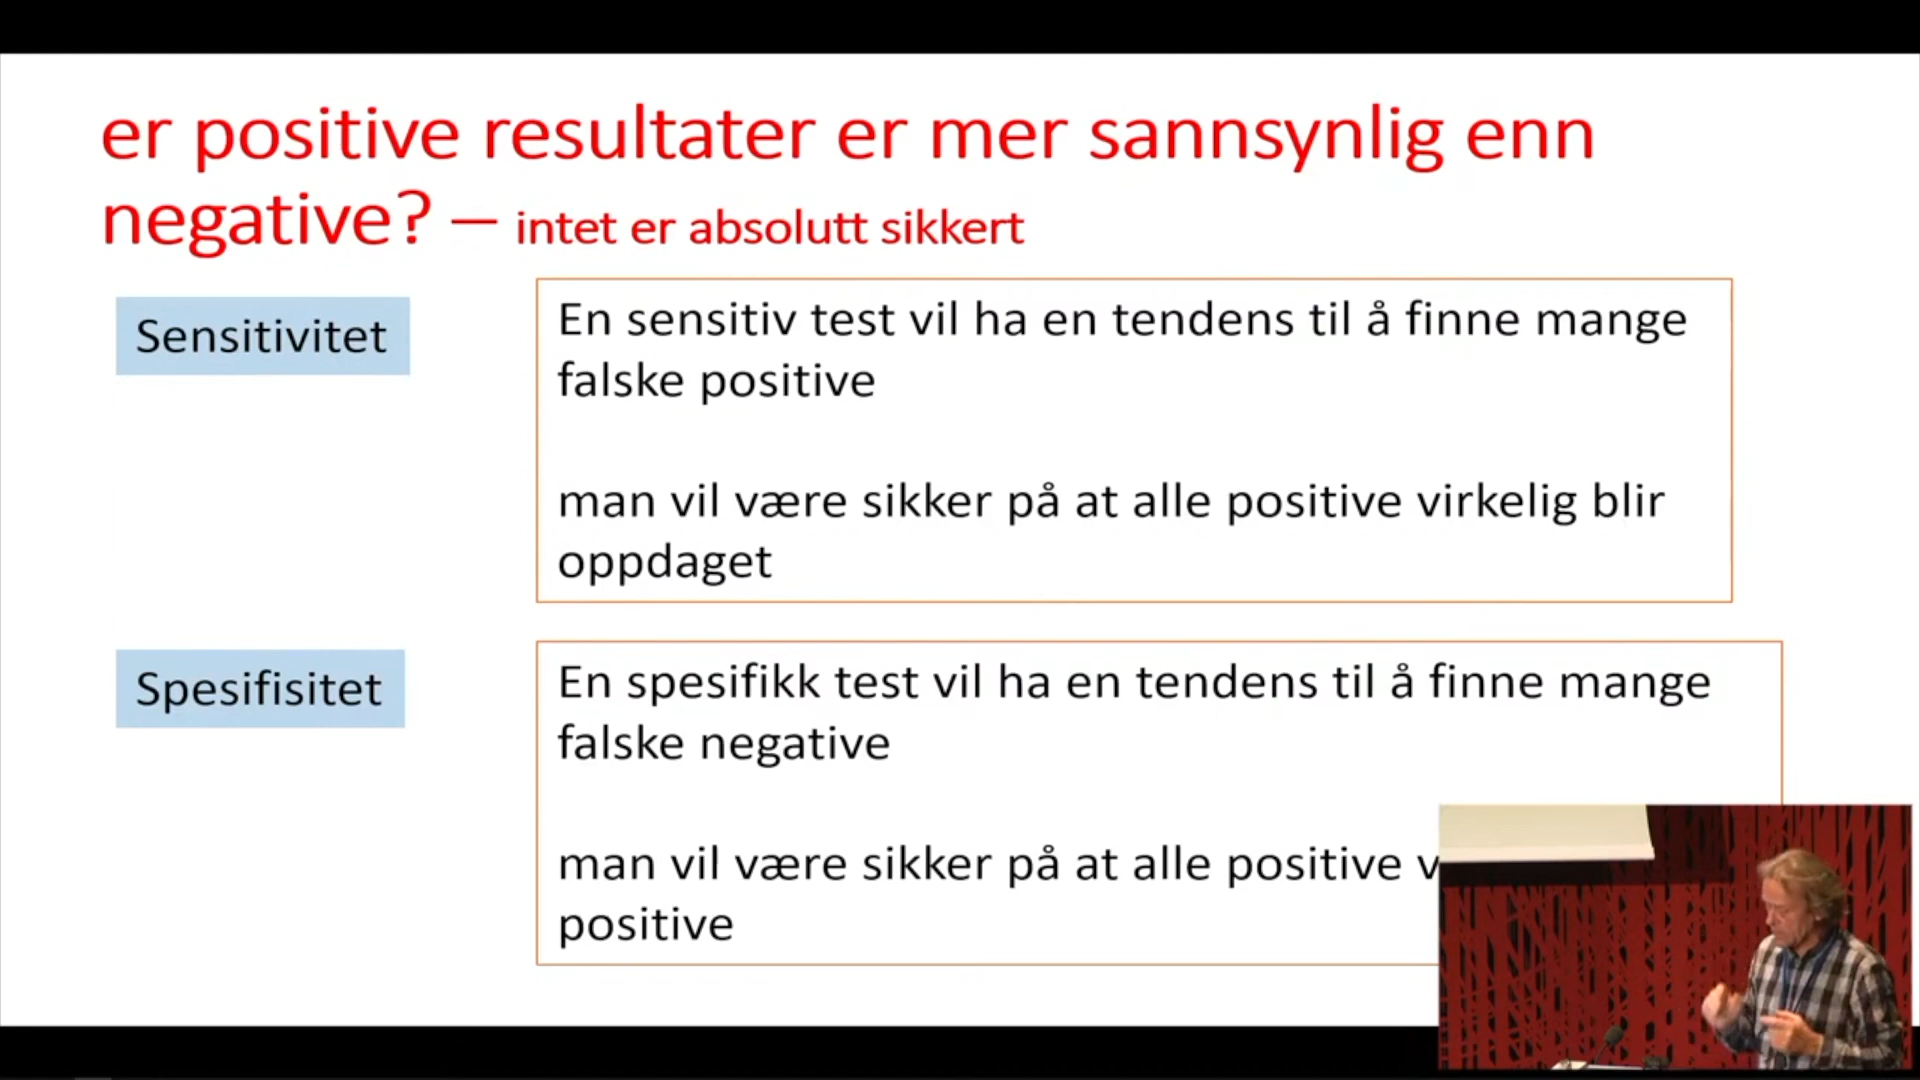 er positive resultater er mer sannsynlig enn
negative? – intet er absolutt sikkert
Sensitivitet
En sensitiv test vil ha en tendens til å finne mange
falske positive
man vil være sikker på at alle positive virkelig blir
oppdaget
Spesifisitet
En spesifikk test vil ha en tendens til å finne mange
falske negative
man vil være sikker på at alle positive
positive